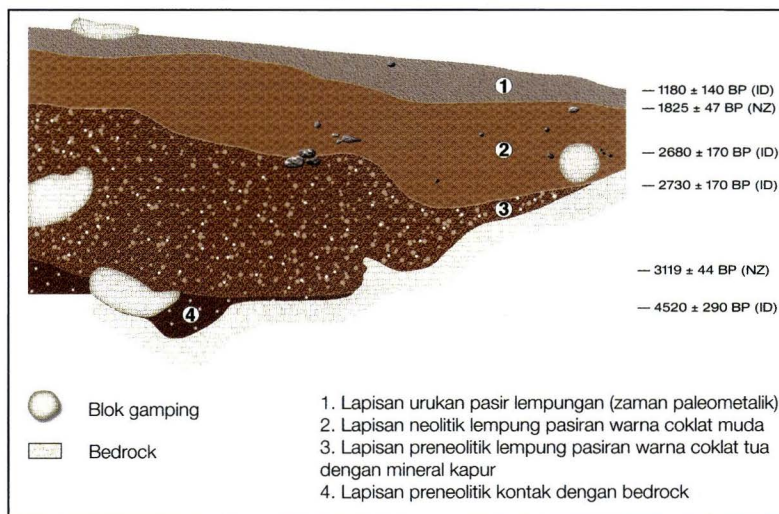 1
2
3
4
— 1180 ± 140 BP (ID)
— 1825 ± 47 BP (NZ)
— 2680 ± 170 BP (ID)
— 2730 ± 170 BP (ID)
— 3119 ± 44 BP (NZ)
— 4520 ± 290 BP (ID)
Blok gamping
Bedrock
1. Lapisan urukan pasir lempungan (zaman paleometalik)
2. Lapisan neolitik lempung pasiran warna coklat muda
3. Lapisan preneolitik lempung pasiran warna coklat tua
dengan mineral kapur
4. Lapisan preneolitik kontak dengan bedrock